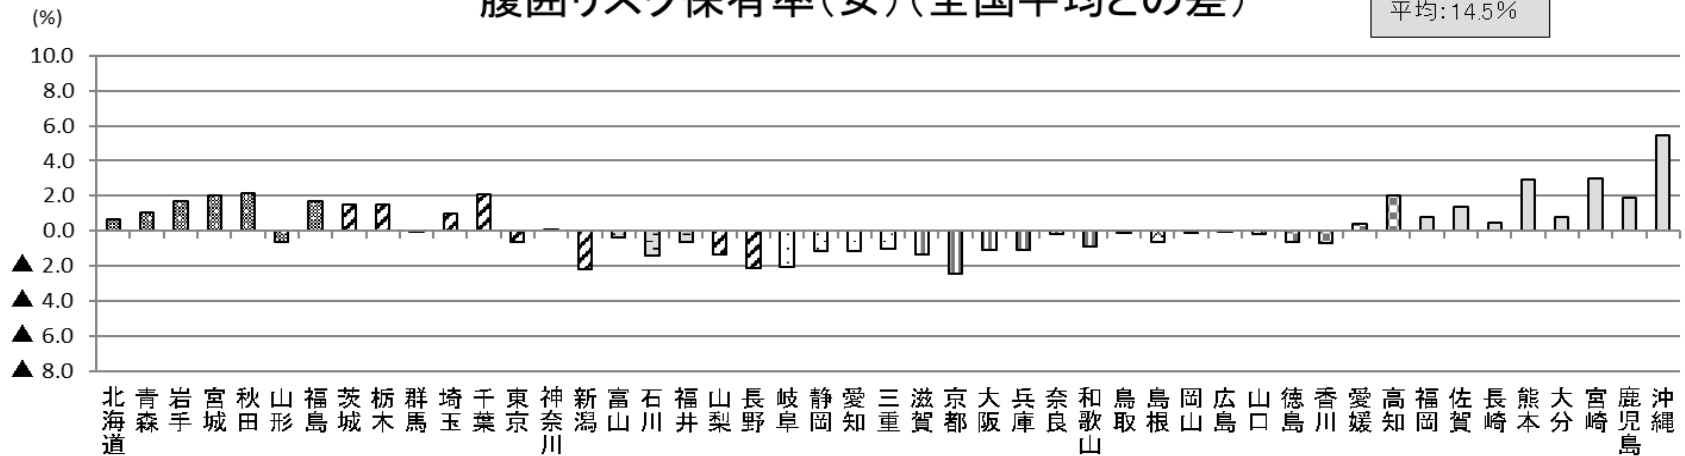 腹囲リスク保有率(女)(全国平均との差)
平均:14.5%
(%)
10.0
8.0
6.0
4.0
2.0
0.0
▲ 2.0
▲ 4.0
▲ 6.0
▲ 8.0
北海道
青森
岩手
宮城
秋田
山形
福島
茨城
栃木
群馬
埼玉
千葉
東京
神奈川
新潟
富山
石川
福井
山梨
長野
岐阜
静岡
愛知
三重
滋賀
京都
大阪
兵庫
奈良
和歌山
鳥取
島根
岡山
広島
山口
徳島
香川
愛媛
高知
福岡
佐賀
長崎
熊本
大分
宮崎
鹿児島
沖縄